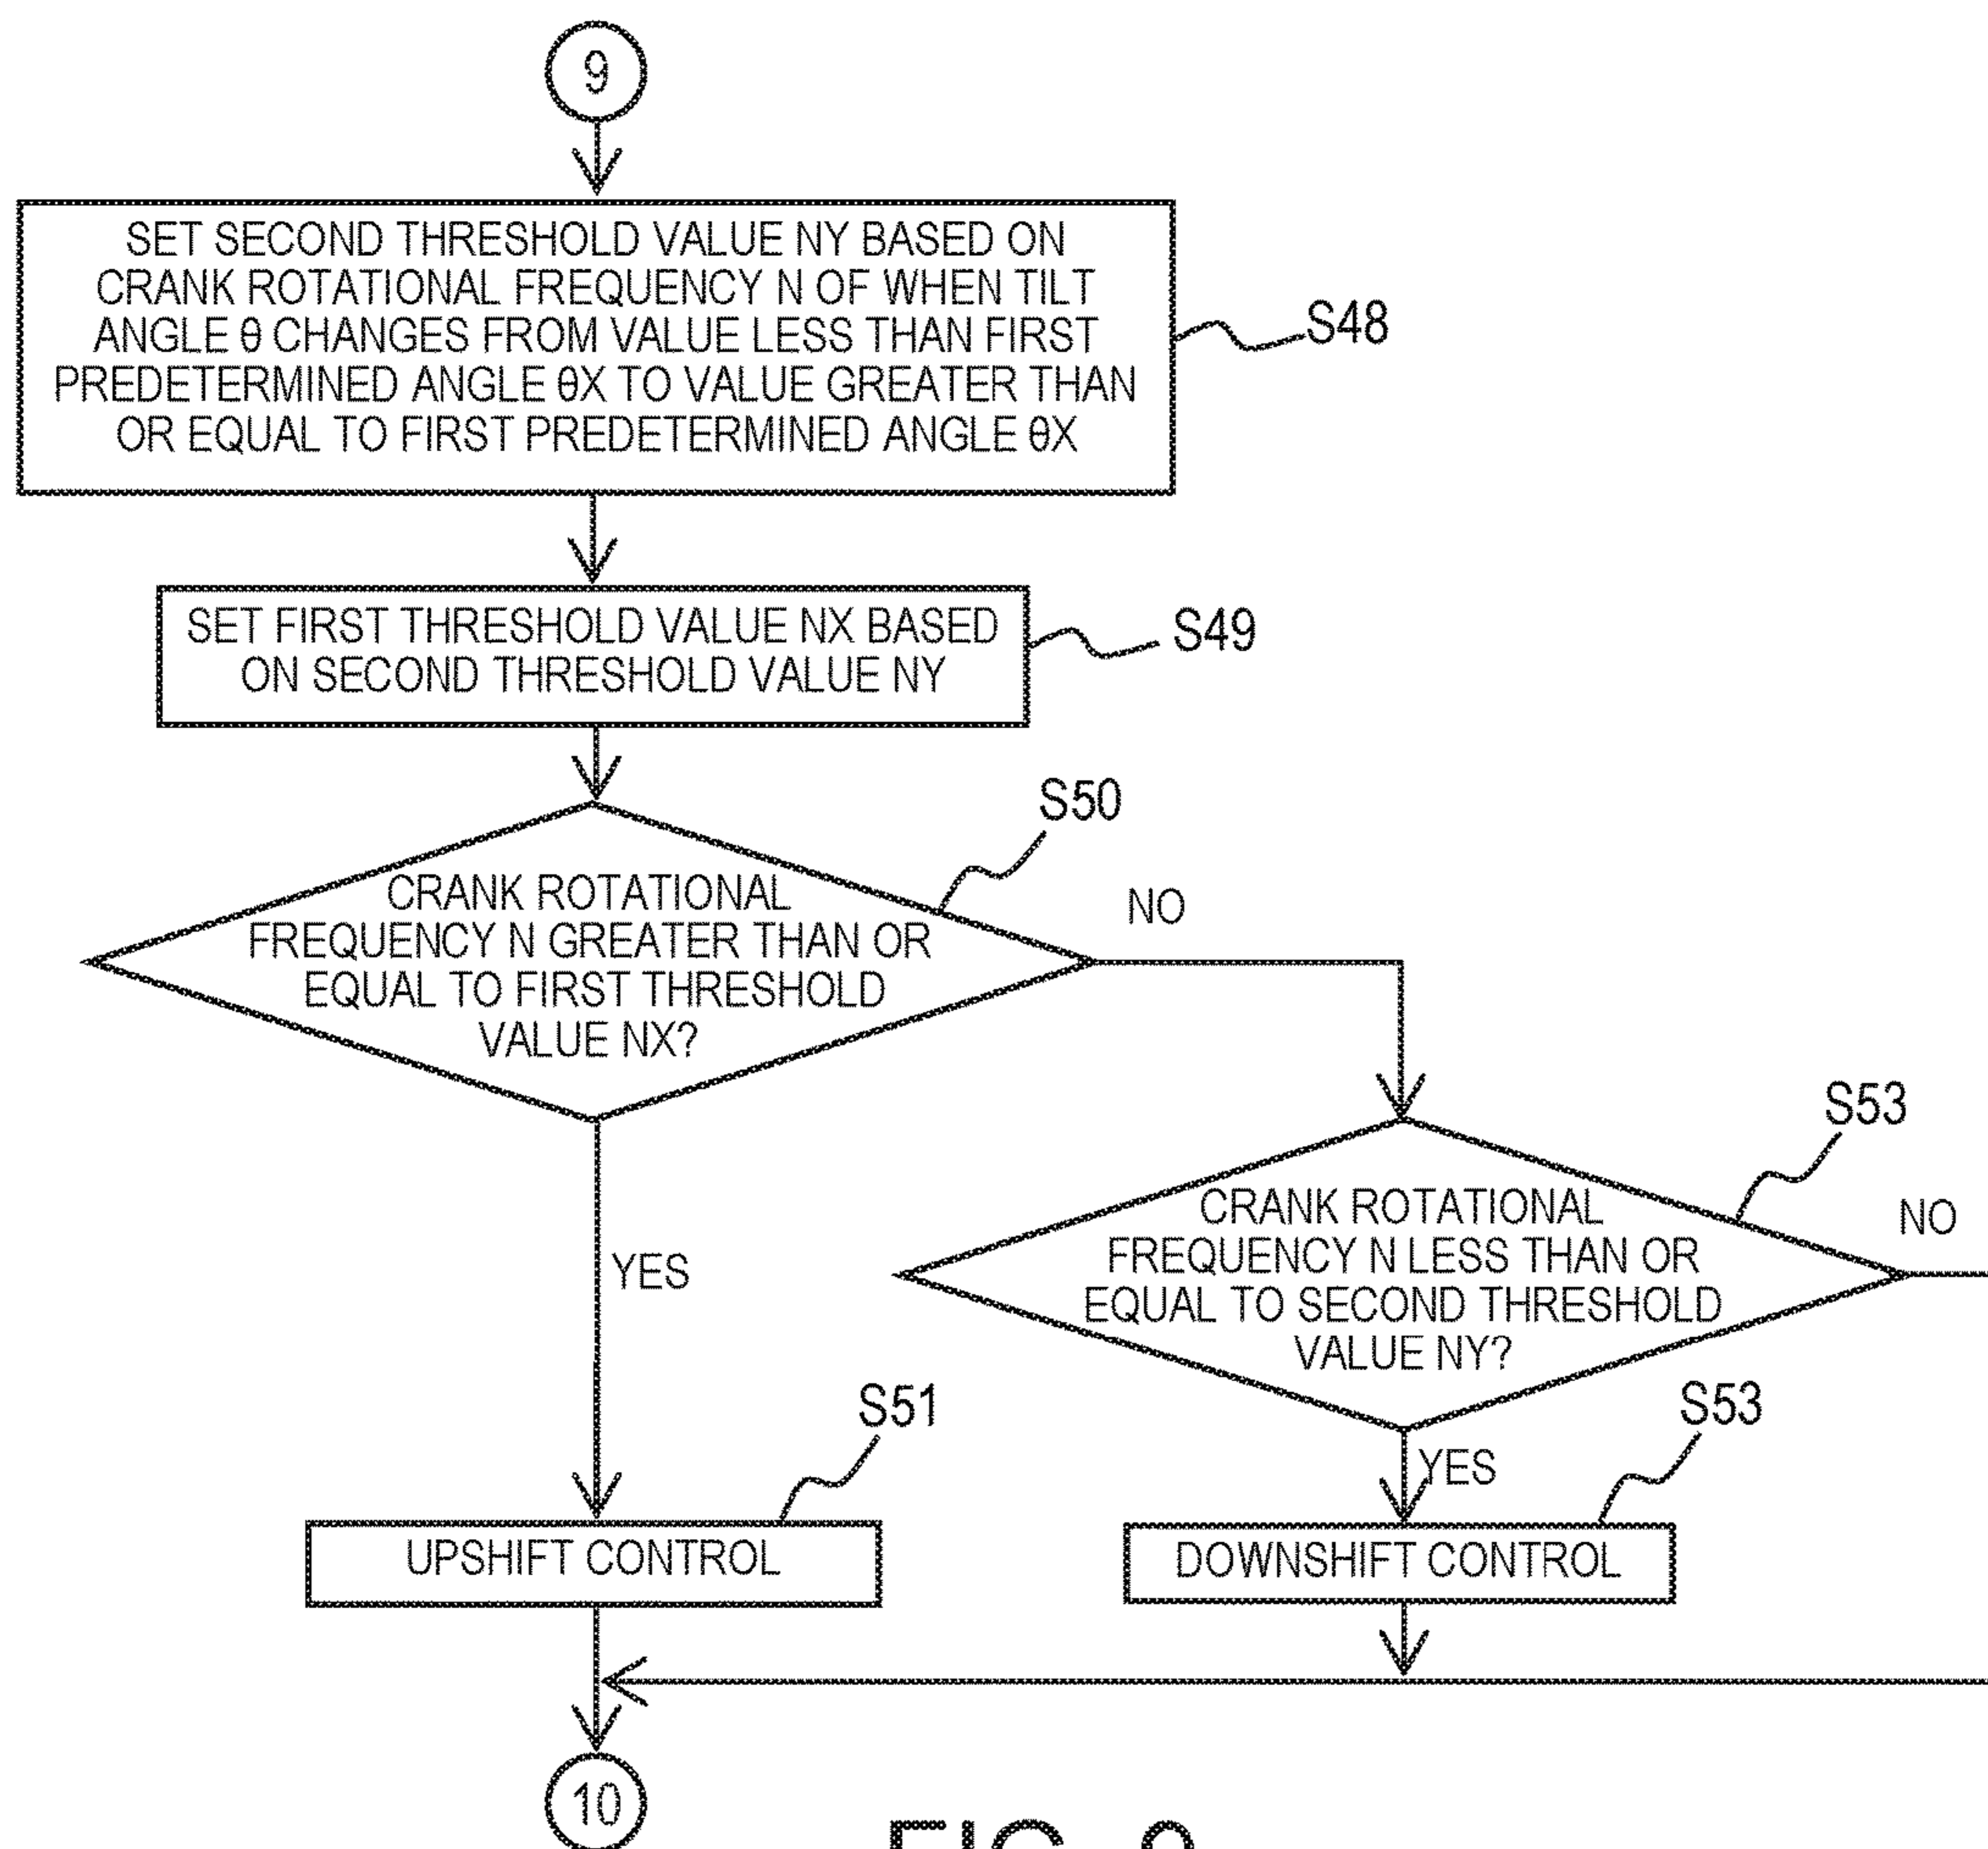 9
SET SECOND THRESHOLD VALUE NY BASED ON
CRANK ROTATIONAL FREQUENCY N OF WHEN TILT
ANGLE θ CHANGES FROM VALUE LESS THAN FIRST
PREDETERMINED ANGLE θX TO VALUE GREATER THAN
OR EQUAL TO FIRST PREDETERMINED ANGLE θX
S48
SET FIRST THRESHOLD VALUE NX BASED
ON SECOND THRESHOLD VALUE NY
S49
S50
CRANK ROTATIONAL
FREQUENCY N GREATER THAN OR
EQUAL TO FIRST THRESHOLD
VALUE NX?
NO
YES
S53
CRANK ROTATIONAL
FREQUENCY N LESS THAN OR
EQUAL TO SECOND THRESHOLD
VALUE NY?
NO
YES
S51
UPSHIFT CONTROL
S53
DOWNSHIFT CONTROL
10
FIG.